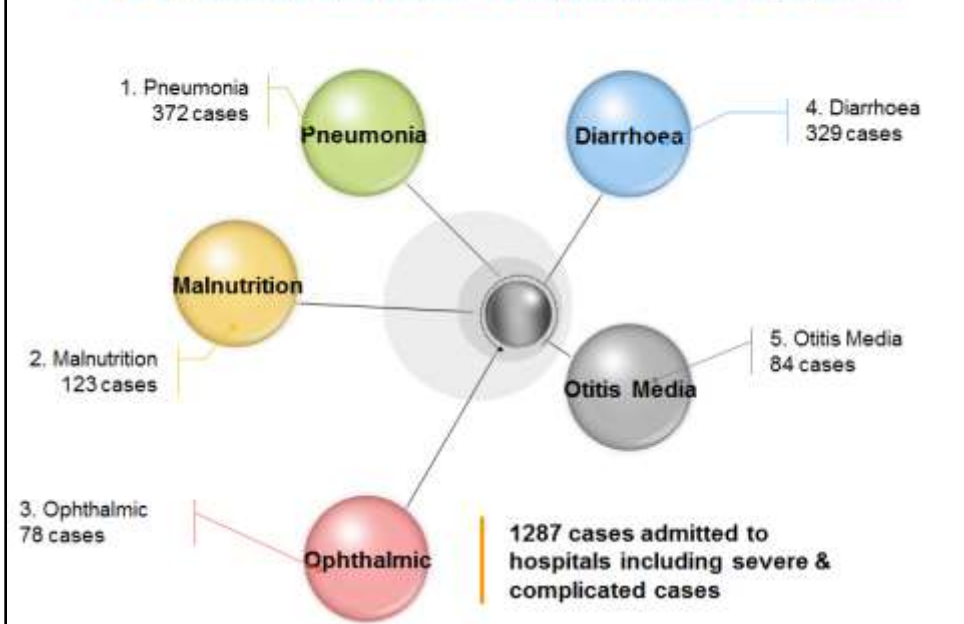 1. Pneumonia
372 cases
Pneumonia
Diarrhoea
4. Diarrhoea
329 cases
Malnutrition
2. Malnutrition
123 cases
Otitis Media
5. Otitis Media
84 cases
3. Ophthalmic
78 cases
Ophthalmic
1287 cases admitted to
hospitals including severe &
complicated cases